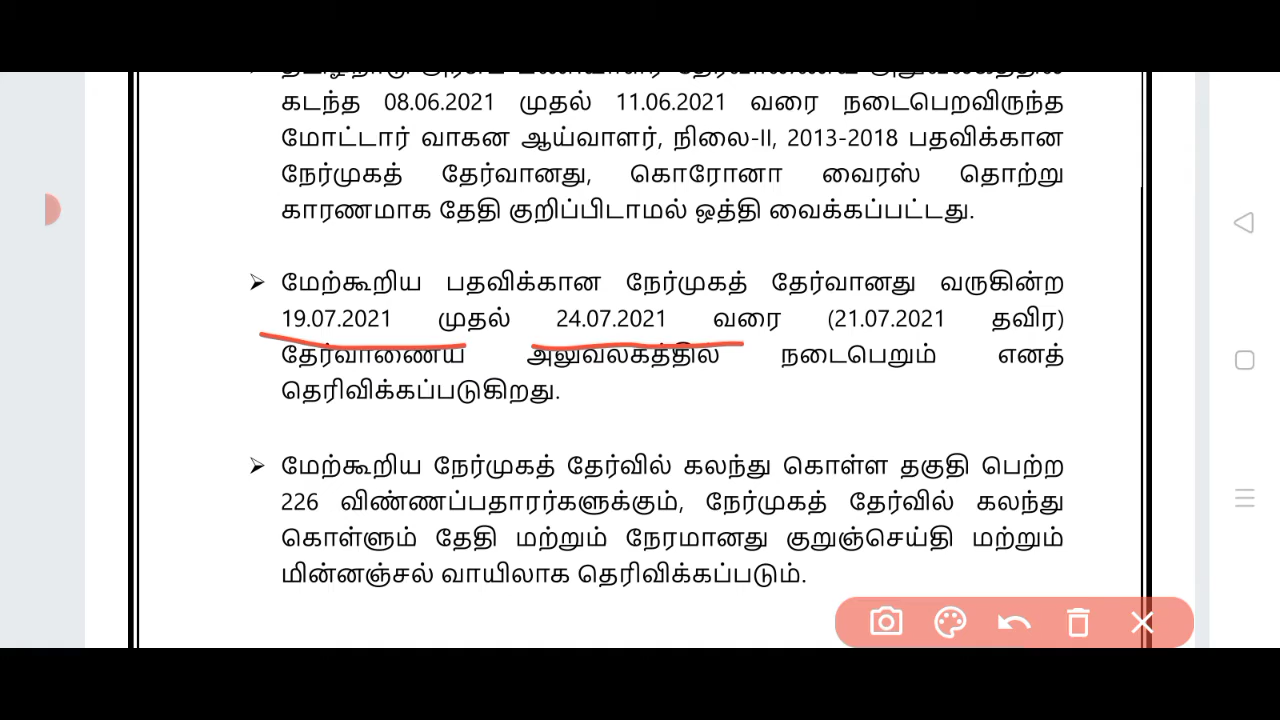 கடந்த 08.06.2021 முதல் 11.06.2021 வரை நடைபெறவிருந்த
மோட்டார் வாகன ஆய்வாளர், நிலை-II, 2013-2018 பதவிக்கான
நேர்முகத் தேர்வானது, கொரோனா வைரஸ் தொற்று
காரணமாக தேதி குறிப்பிடாமல் ஒத்தி வைக்கப்பட்டது.
➢ மேற்கூறிய பதவிக்கான நேர்முகத் தேர்வானது வருகின்ற
19.07.2021 முதல் 24.07.2021 வரை (21.07.2021 தவிர)
தேர்வாணைய அலுவலகத்தில் நடைபெறும் எனத்
தெரிவிக்கப்படுகிறது.
➢ மேற்கூறிய நேர்முகத் தேர்வில் கலந்து கொள்ள தகுதி பெற்ற
226 விண்ணப்பதாரர்களுக்கும், நேர்முகத் தேர்வில் கலந்து
கொள்ளும் தேதி மற்றும் நேரமானது குறுஞ்செய்தி மற்றும்
மின்னஞ்சல் வாயிலாக தெரிவிக்கப்படும்.